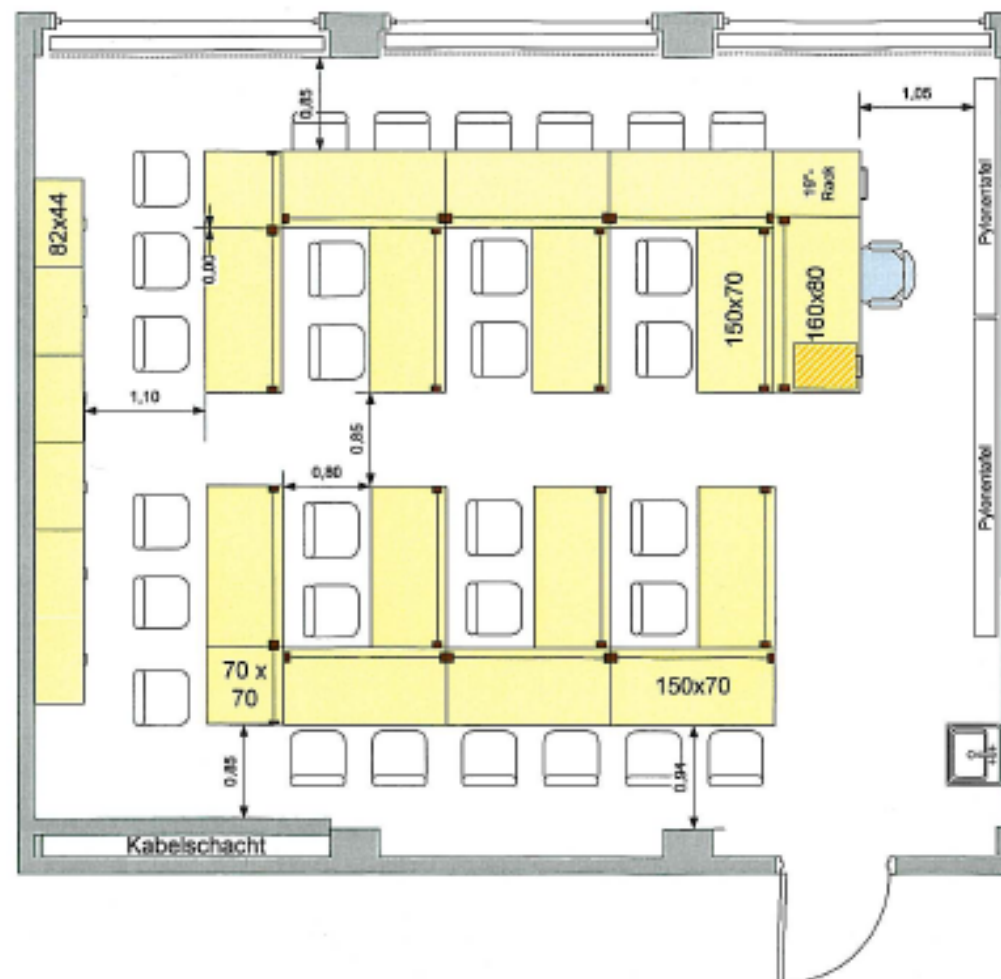 0,85
1,05
19"-
Rack
Pylonentafel
82x44
0,00
150x70
160x80
1,10
0,85
0,80
Pylonentafel
70 x
70
150x70
0,85
0,94
Kabelschacht